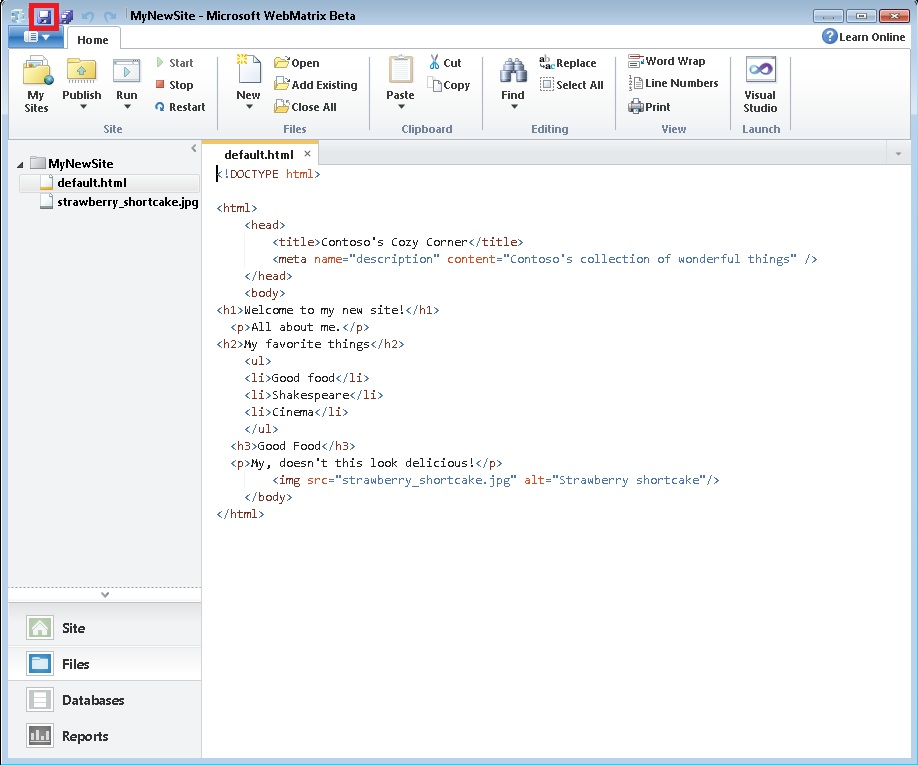 MyNewSite - Microsoft WebMatrix Beta
Home
Learn Online
My Sites
Publish
Run
Start
Stop
Restart
Site
New
Open
Add Existing
Close All
Files
Paste
Cut
Copy
Clipboard
Find
Replace
Select All
Editing
Word Wrap
Line Numbers
Print
View
Visual Studio
Launch
MyNewSite
default.html
strawberry_shortcake.jpg
default.html
<!DOCTYPE html>
<html>
<head>
<title>Contoso's Cozy Corner</title>
<meta name="description" content="Contoso's collection of wonderful things" />
</head>
<body>
<h1>Welcome to my new site!</h1>
<p>All about me.</p>
<h2>My favorite things</h2>
<ul>
<li>Good food</li>
<li>Shakespeare</li>
<li>Cinema</li>
</ul>
<h3>Good Food</h3>
<p>My, doesn't this look delicious!</p>
<img src="strawberry_shortcake.jpg" alt="Strawberry shortcake"/>
</body>
</html>
Site
Files
Databases
Reports